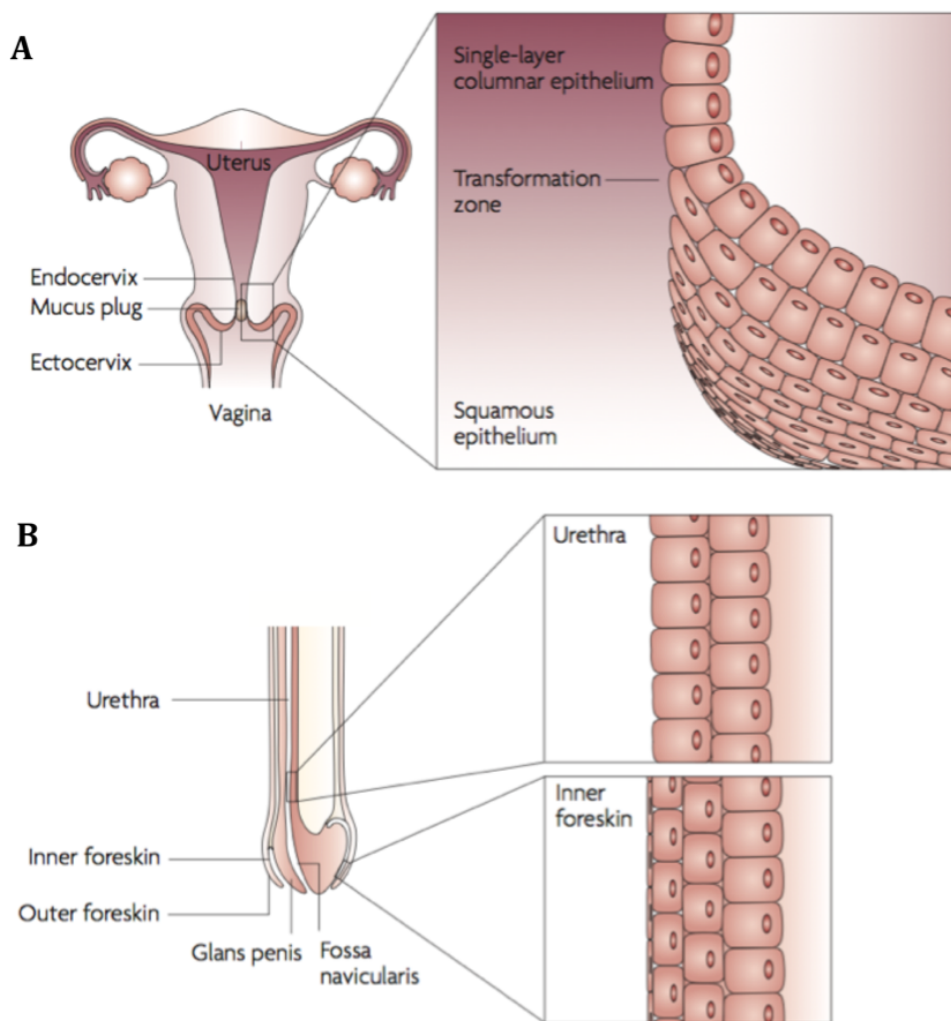 A
Single-layer
columnar epithelium
Uterus
Transformation
zone
Endocervix
Mucus plug
Ectocervix
Vagina
Squamous
epithelium
B
Urethra
Urethra
Inner
foreskin
Inner foreskin
Outer foreskin
Glans penis
Fossa
navicularis